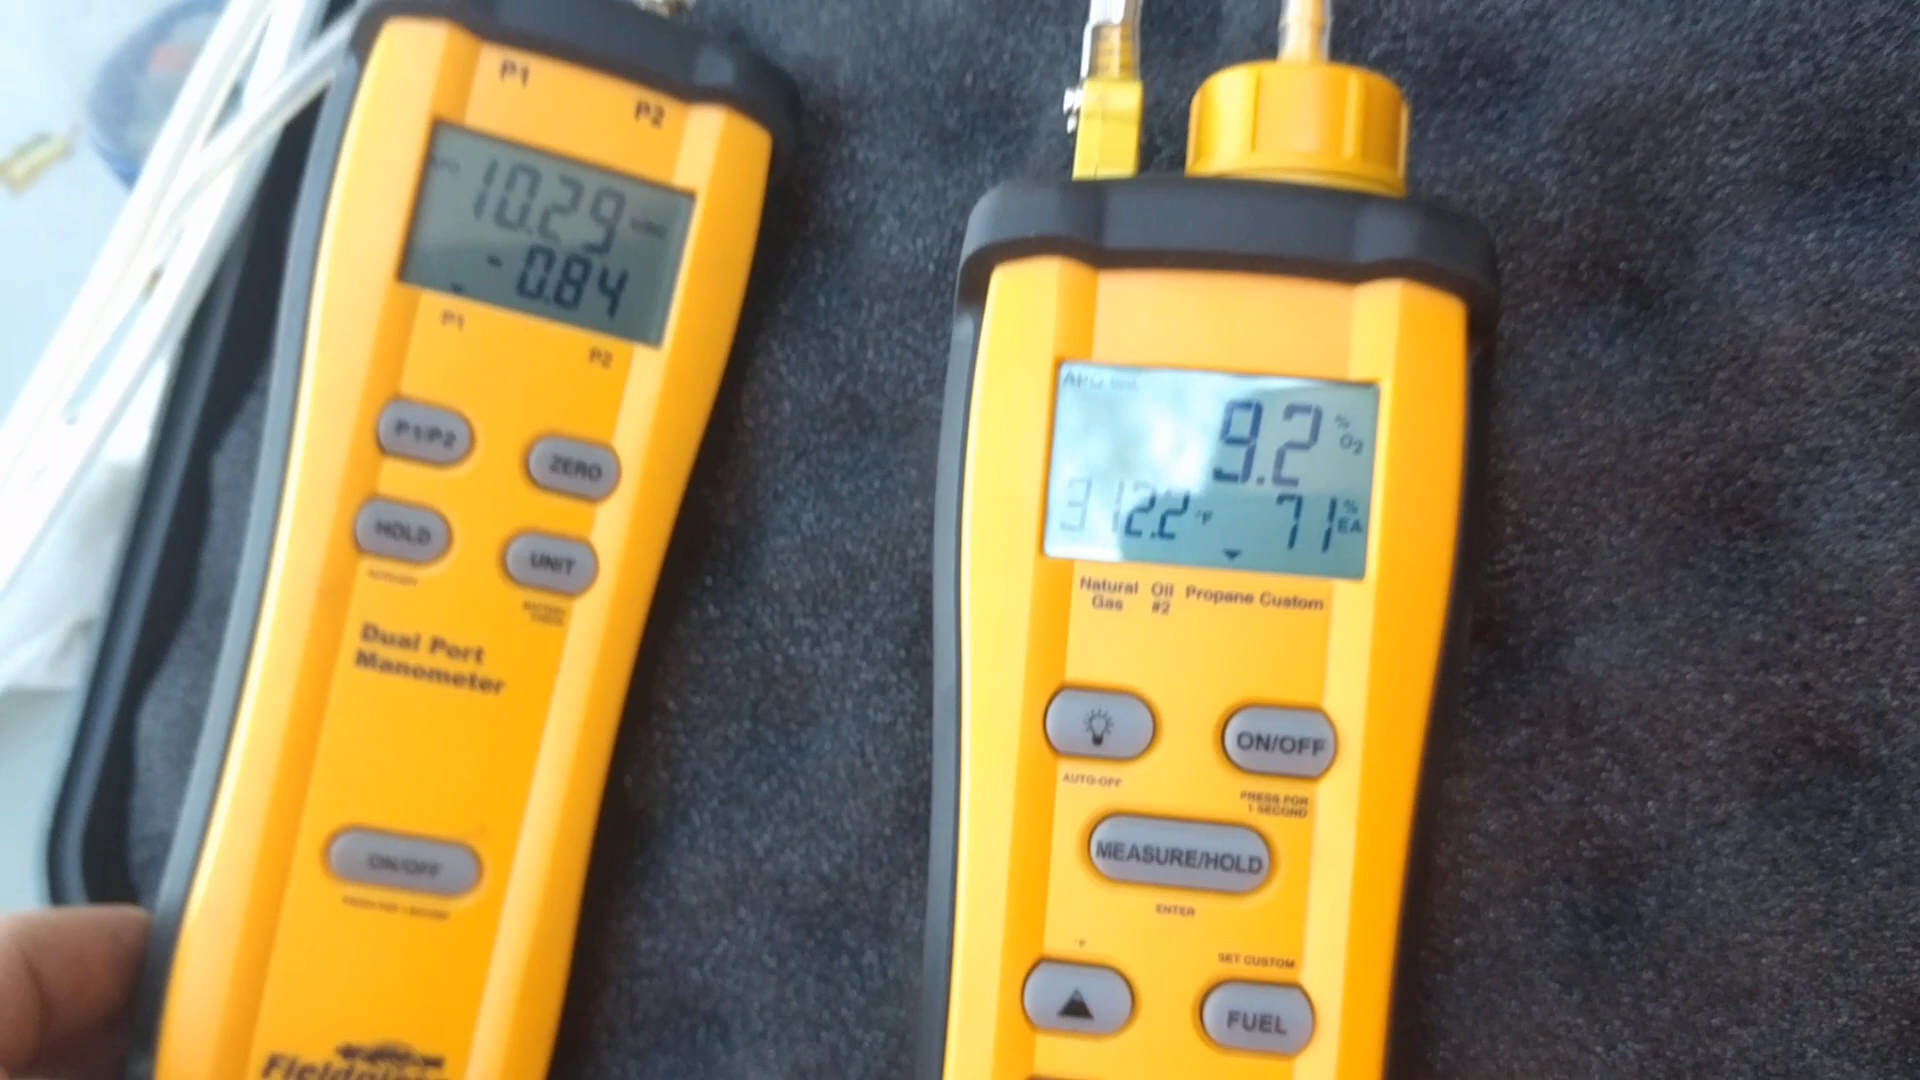 P1
P2
10.29
-0.84
P1
P2
P1/P2
ZERO
HOLD
UNIT
Dual Port
Manometer
ON/OFF
9.2 % O2
312.2 °F 71 % EA
Natural Gas Oil #2 Propane Custom
ON/OFF
AUTO-OFF
PRESS FOR
1 SECOND
MEASURE/HOLD
ENTER
°F
SET CUSTOM
FUEL